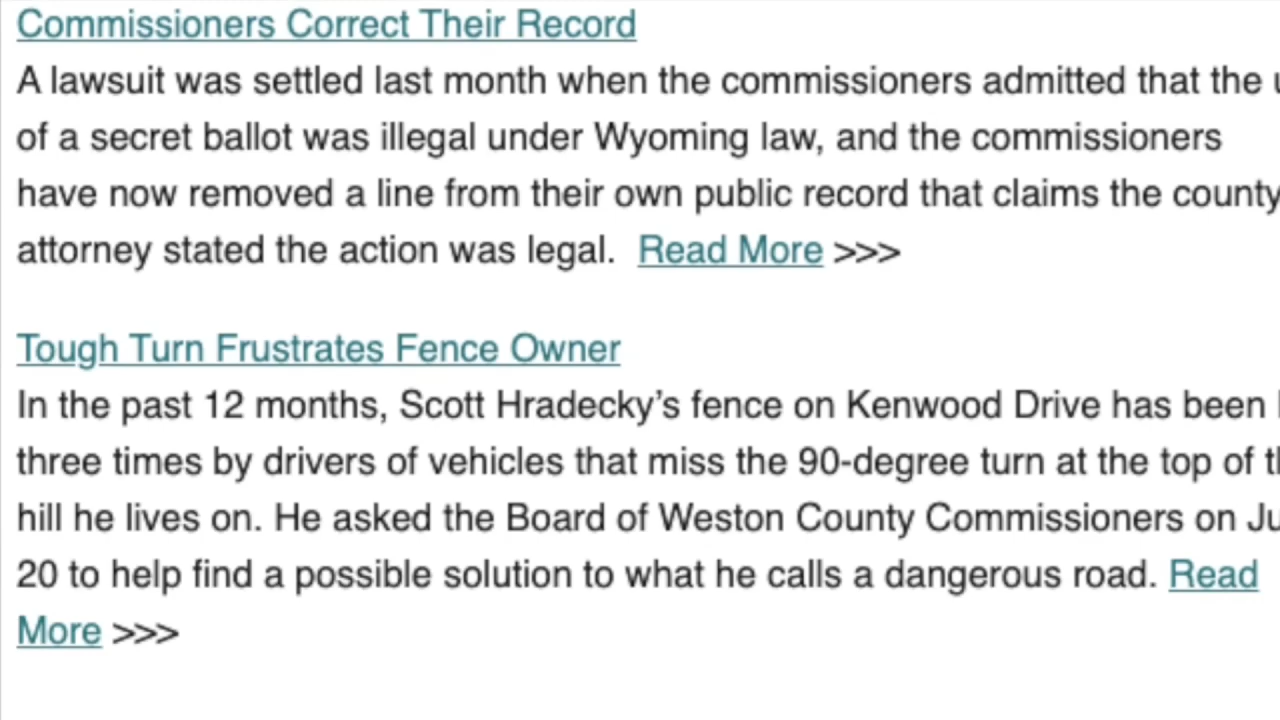 Commissioners Correct Their Record
A lawsuit was settled last month when the commissioners admitted that the
of a secret ballot was illegal under Wyoming law, and the commissioners
have now removed a line from their own public record that claims the county
attorney stated the action was legal. Read More >>>
Tough Turn Frustrates Fence Owner
In the past 12 months, Scott Hradecky’s fence on Kenwood Drive has been
three times by drivers of vehicles that miss the 90-degree turn at the top of
hill he lives on. He asked the Board of Weston County Commissioners on
20 to help find a possible solution to what he calls a dangerous road. Read
More >>>